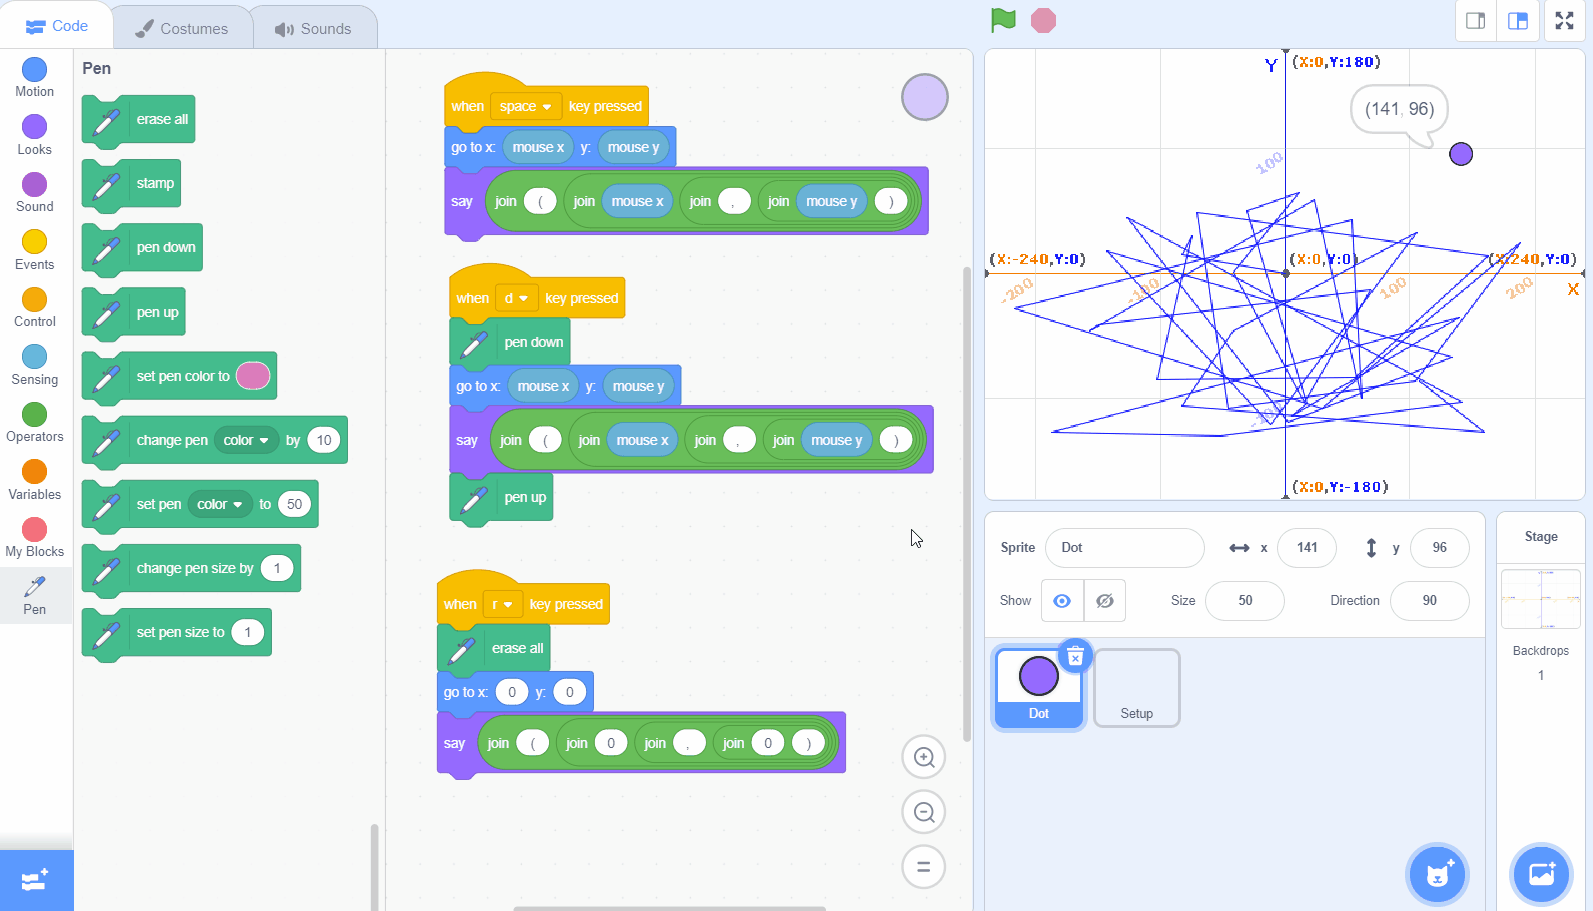 Code
Costumes
Sounds
Motion
Looks
Sound
Events
Control
Sensing
Operators
Variables
My Blocks
Pen
Pen
erase all
stamp
pen down
pen up
set pen color to
change pen color by 10
set pen color to 50
change pen size by 1
set pen size to 1
when space key pressed
go to x: mouse x y: mouse y
say join ( join mouse x join , join mouse y )
when d key pressed
pen down
go to x: mouse x y: mouse y
say join ( join mouse x join , join mouse y )
pen up
when r key pressed
erase all
go to x: 0 y: 0
say join ( join 0 join , join 0 )
Y (X:0,Y:180)
(141, 96)
100
(X:-240,Y:0) (X:0,Y:0) (X:240,Y:0)
-200 -100 100 200 X
-100
(X:0,Y:-180)
Sprite Dot x 141 y 96
Show Size 50 Direction 90
Dot
Setup
Stage
Backdrops
1